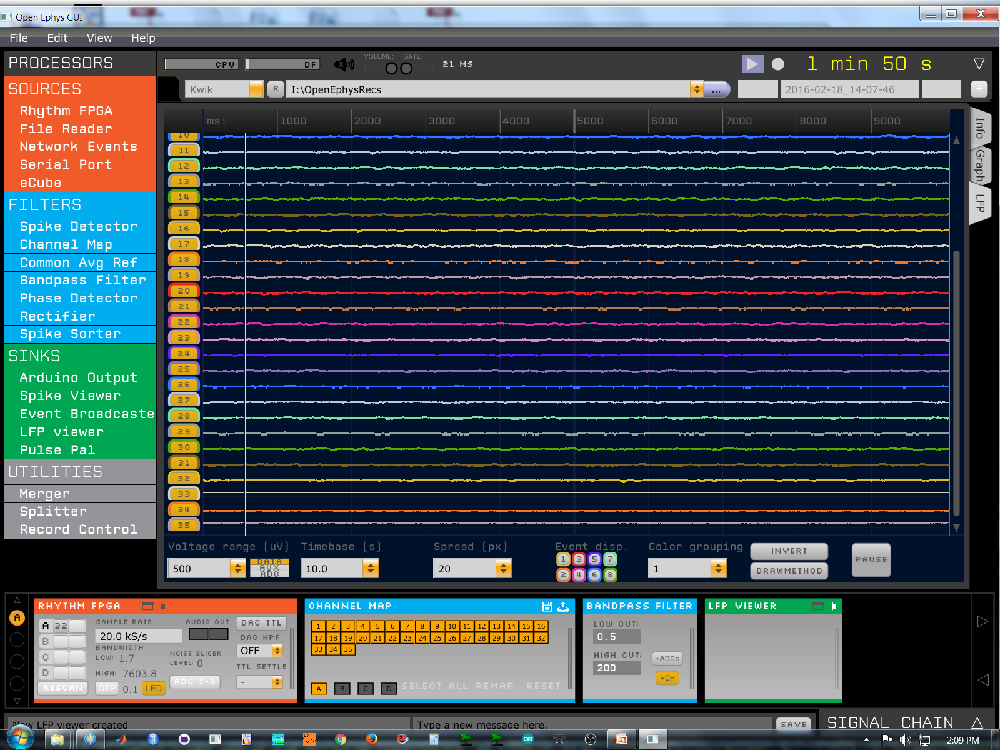 Open Ephys GUI
File Edit View Help
PROCESSORS
SOURCES
Rhythm FPGA
File Reader
Network Events
Serial Port
eCube
FILTERS
Spike Detector
Channel Map
Common Avg Ref
Bandpass Filter
Phase Detector
Rectifier
Spike Sorter
SINKS
Arduino Output
Spike Viewer
Event Broadcaste
LFP viewer
Pulse Pal
UTILITIES
Merger
Splitter
Record Control
CPU DF VOLUME: GATE: 21 MS 1 min 50 s
Kwik R I:\OpenEphysRecs ... 2016-02-18_14-07-46 +
ms: 1000 2000 3000 4000 5000 6000 7000 8000 9000
10
11
12
13
14
15
16
17
18
19
20
21
22
23
24
25
26
27
28
29
30
31
32
33
34
35
Info
Graph
LFP
Voltage range (uV) Timebase (s) Spread (px) Event disp. Color grouping
500 DATA AUX ADC 10.0 20 1 3 5 7 2 4 6 8 1 INVERT DRAWMETHOD PAUSE
A
RHYTHM FPGA
A 32
B
C
D
RESCAN
SAMPLE RATE
20.0 kS/s
BANDWIDTH
LOW: 1.7
HIGH: 7603.8
DSP 0.1 LED
AUDIO OUT
NOISE SLICER
LEVEL: 0
ADC 1-8
DAC TTL
DAC HPF
OFF
TTL SETTLE
-
CHANNEL MAP
1 2 3 4 5 6 7 8 9 10 11 12 13 14 15 16
17 18 19 20 21 22 23 24 25 26 27 28 29 30 31 32
33 34 35
A B C D SELECT ALL REMAP RESET
BANDPASS FILTER
LOW CUT:
0.5
HIGH CUT:
200
+ADCs
+CH
LFP VIEWER
New LFP viewer created
Type a new message here.
SAVE
SIGNAL CHAIN
2:09 PM